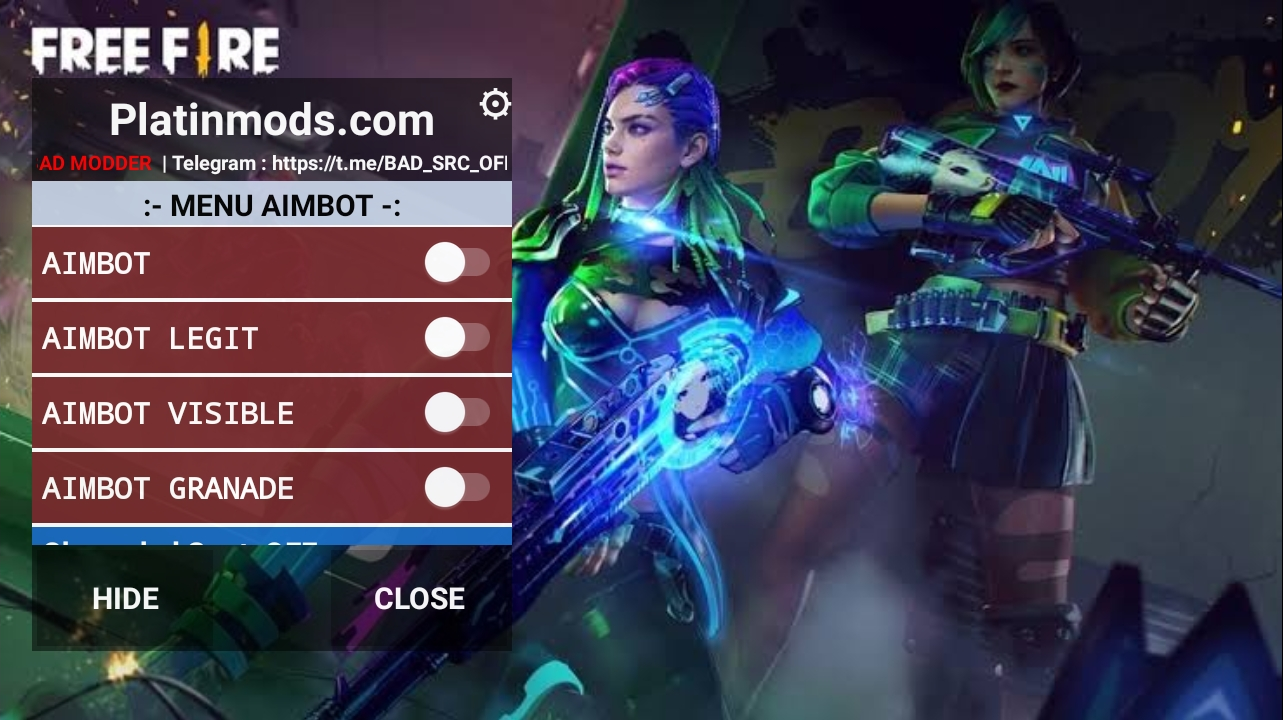 FREE FIRE
Platinmods.com
AD MODDER | Telegram : https://t.me/BAD_SRC_OF
:- MENU AIMBOT -:
AIMBOT
AIMBOT LEGIT
AIMBOT VISIBLE
AIMBOT GRANADE
HIDE
CLOSE